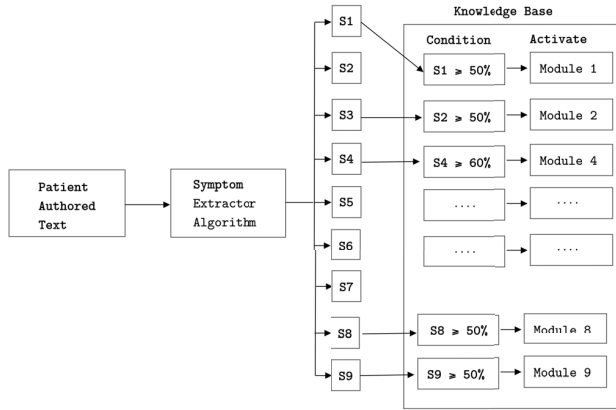 Knowledge Base
Condition Activate
S1
S1 ≥ 50% Module 1
S2
S3
S2 ≥ 50% Module 2
S4
S4 ≥ 60% Module 4
Patient
Authored
Text
Symptom
Extractor
Algorithm
S5
.... ....
S6
.... ....
S7
S8
S8 ≥ 50% Module 8
S9
S9 ≥ 50% Module 9